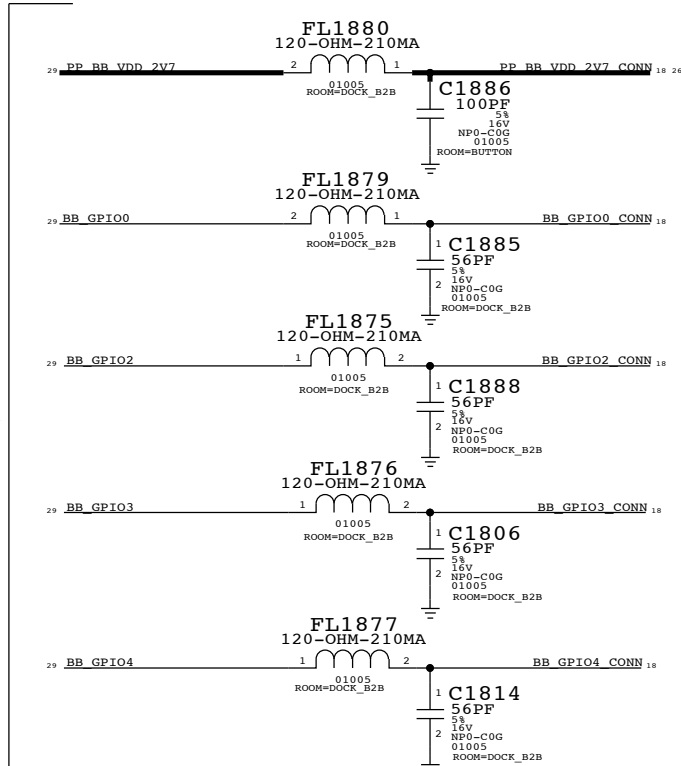 FL1880
120-OHM-210MA
29 PP_BB_VDD_2V7 2 1 PP_BB_VDD_2V7_CONN 18 26
01005
ROOM=DOCK_B2B
C1886
100PF
5%
16V
NP0-C0G
01005
ROOM=BUTTON
FL1879
120-OHM-210MA
29 BB_GPIO0 2 1 BB_GPIO0_CONN 18
01005
ROOM=DOCK_B2B
1 C1885
56PF
5%
16V
2 NP0-C0G
01005
ROOM=DOCK_B2B
FL1875
120-OHM-210MA
29 BB_GPIO2 1 2 BB_GPIO2_CONN 18
01005
ROOM=DOCK_B2B
1 C1888
56PF
5%
16V
2 NP0-C0G
01005
ROOM=DOCK_B2B
FL1876
120-OHM-210MA
29 BB_GPIO3 1 2 BB_GPIO3_CONN 18
01005
ROOM=DOCK_B2B
1 C1806
56PF
5%
16V
2 NP0-C0G
01005
ROOM=DOCK_B2B
FL1877
120-OHM-210MA
29 BB_GPIO4 1 2 BB_GPIO4_CONN 18
01005
ROOM=DOCK_B2B
1 C1814
56PF
5%
16V
2 NP0-C0G
01005
ROOM=DOCK_B2B